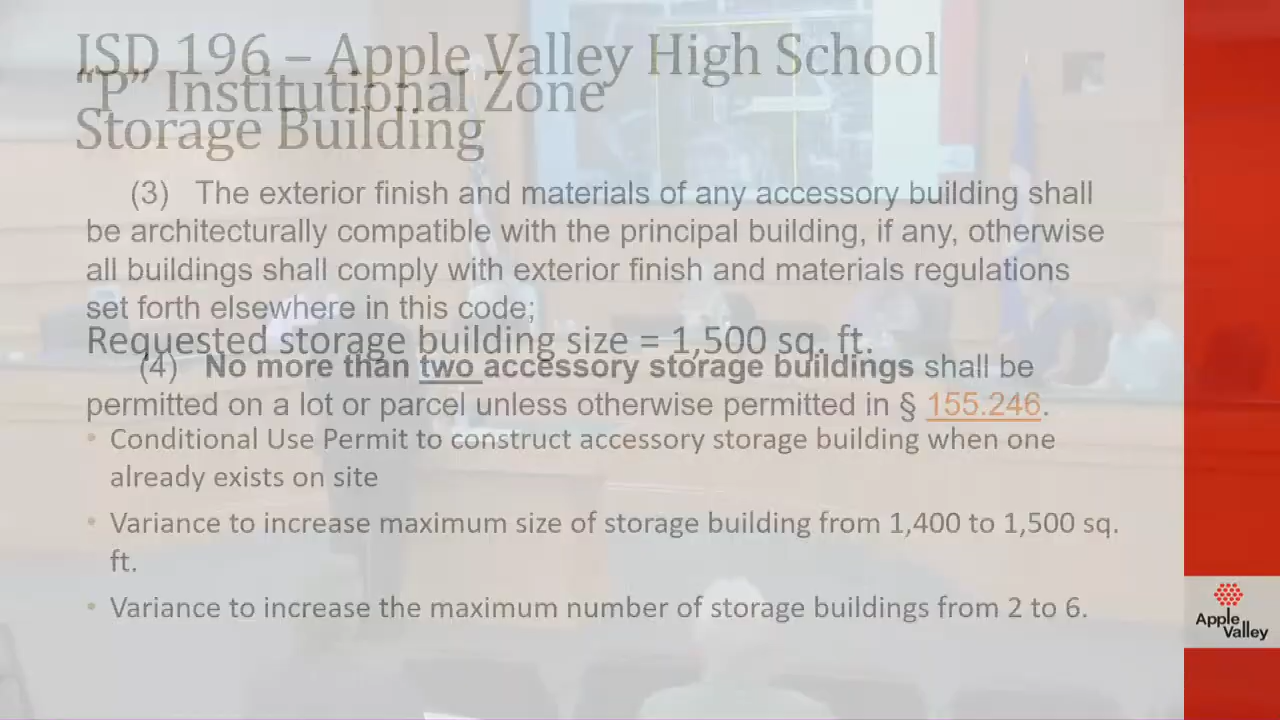 ISD 196 – Apple Valley High School
“P” Institutional Zone
Storage Building
(3) The exterior finish and materials of any accessory building shall
be architecturally compatible with the principal building, if any, otherwise
all buildings shall comply with exterior finish and materials regulations
set forth elsewhere in this code;
Requested storage building size = 1,500 sq. ft.
(4) No more than two accessory storage buildings shall be
permitted on a lot or parcel unless otherwise permitted in § 155.246.
• Conditional Use Permit to construct accessory storage building when one
already exists on site
• Variance to increase maximum size of storage building from 1,400 to 1,500 sq.
ft.
• Variance to increase the maximum number of storage buildings from 2 to 6.
Apple
Valley